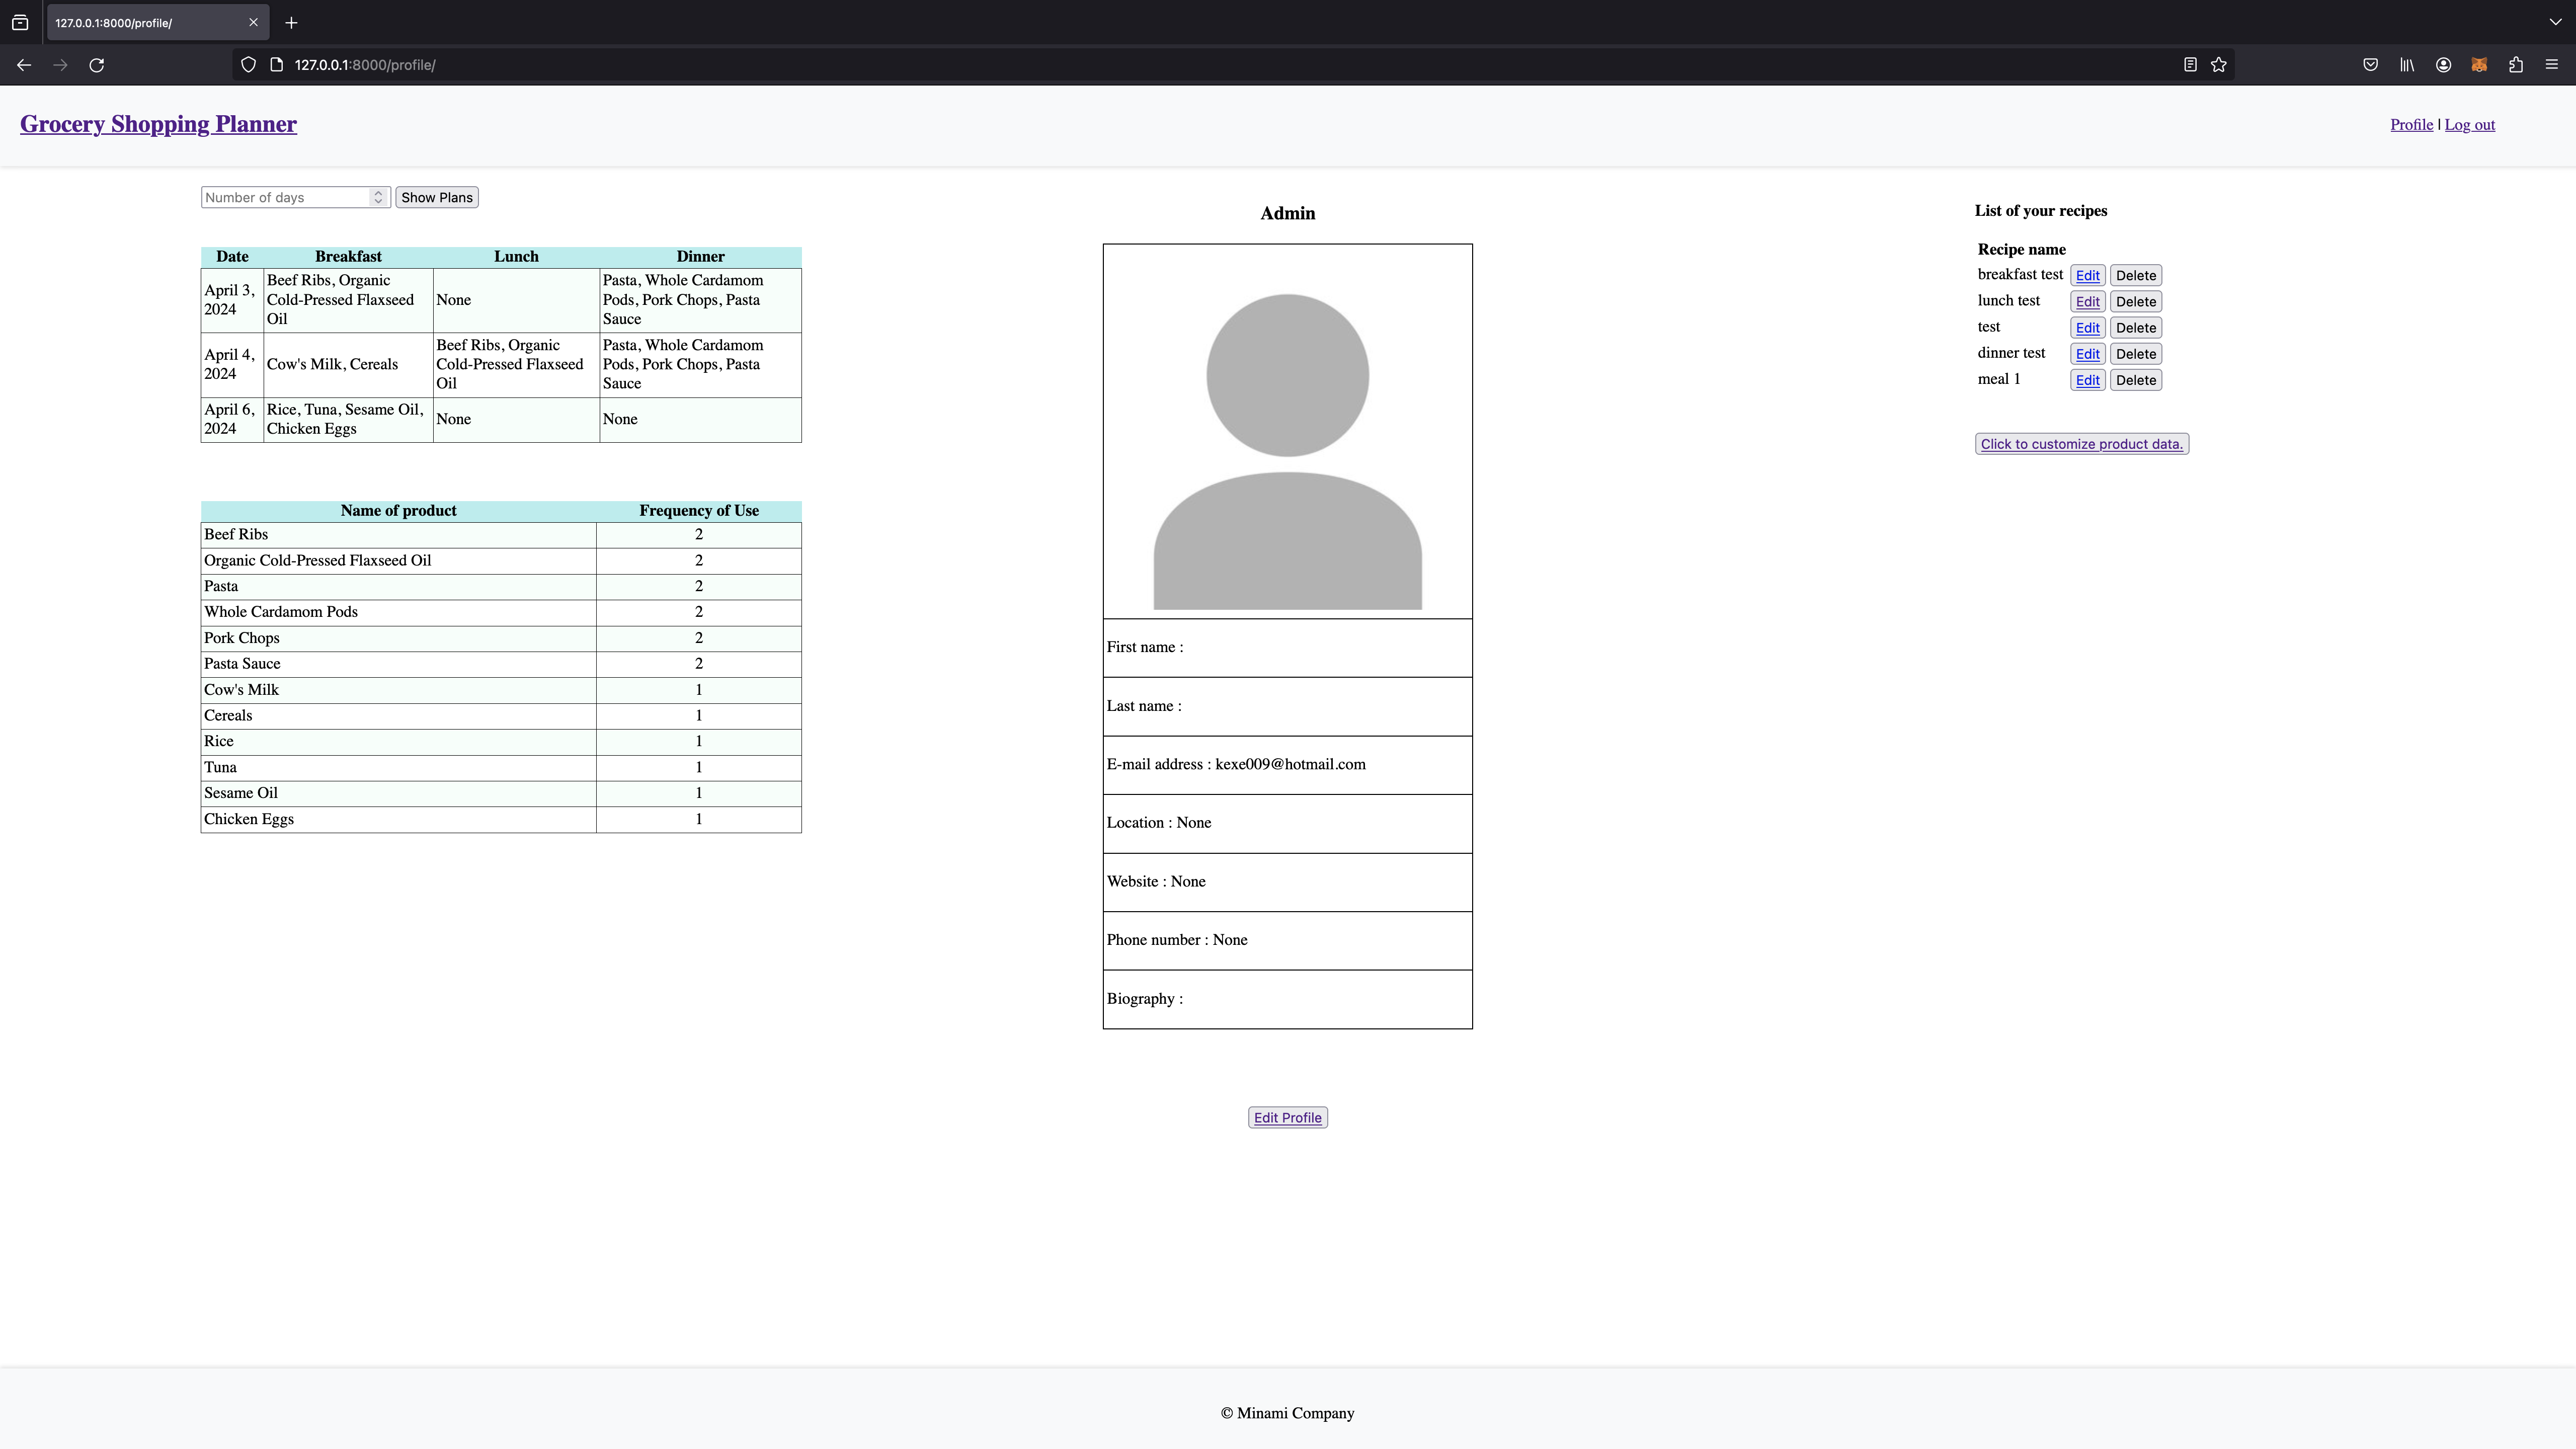 127.0.0.1:8000/profile/
127.0.0.1:8000/profile/
Grocery Shopping Planner
Profile | Log out
Number of days Show Plans
Date Breakfast Lunch Dinner
April 3, 2024 Beef Ribs, Organic Cold-Pressed Flaxseed Oil None Pasta, Whole Cardamom Pods, Pork Chops, Pasta Sauce
April 4, 2024 Cow's Milk, Cereals Beef Ribs, Organic Cold-Pressed Flaxseed Oil Pasta, Whole Cardamom Pods, Pork Chops, Pasta Sauce
April 6, 2024 Rice, Tuna, Sesame Oil, Chicken Eggs None None
Name of product Frequency of Use
Beef Ribs 2
Organic Cold-Pressed Flaxseed Oil 2
Pasta 2
Whole Cardamom Pods 2
Pork Chops 2
Pasta Sauce 2
Cow's Milk 1
Cereals 1
Rice 1
Tuna 1
Sesame Oil 1
Chicken Eggs 1
Admin
First name :
Last name :
E-mail address : kexe009@hotmail.com
Location : None
Website : None
Phone number : None
Biography :
Edit Profile
List of your recipes
Recipe name
breakfast test Edit Delete
lunch test Edit Delete
test Edit Delete
dinner test Edit Delete
meal 1 Edit Delete
Click to customize product data.
© Minami Company